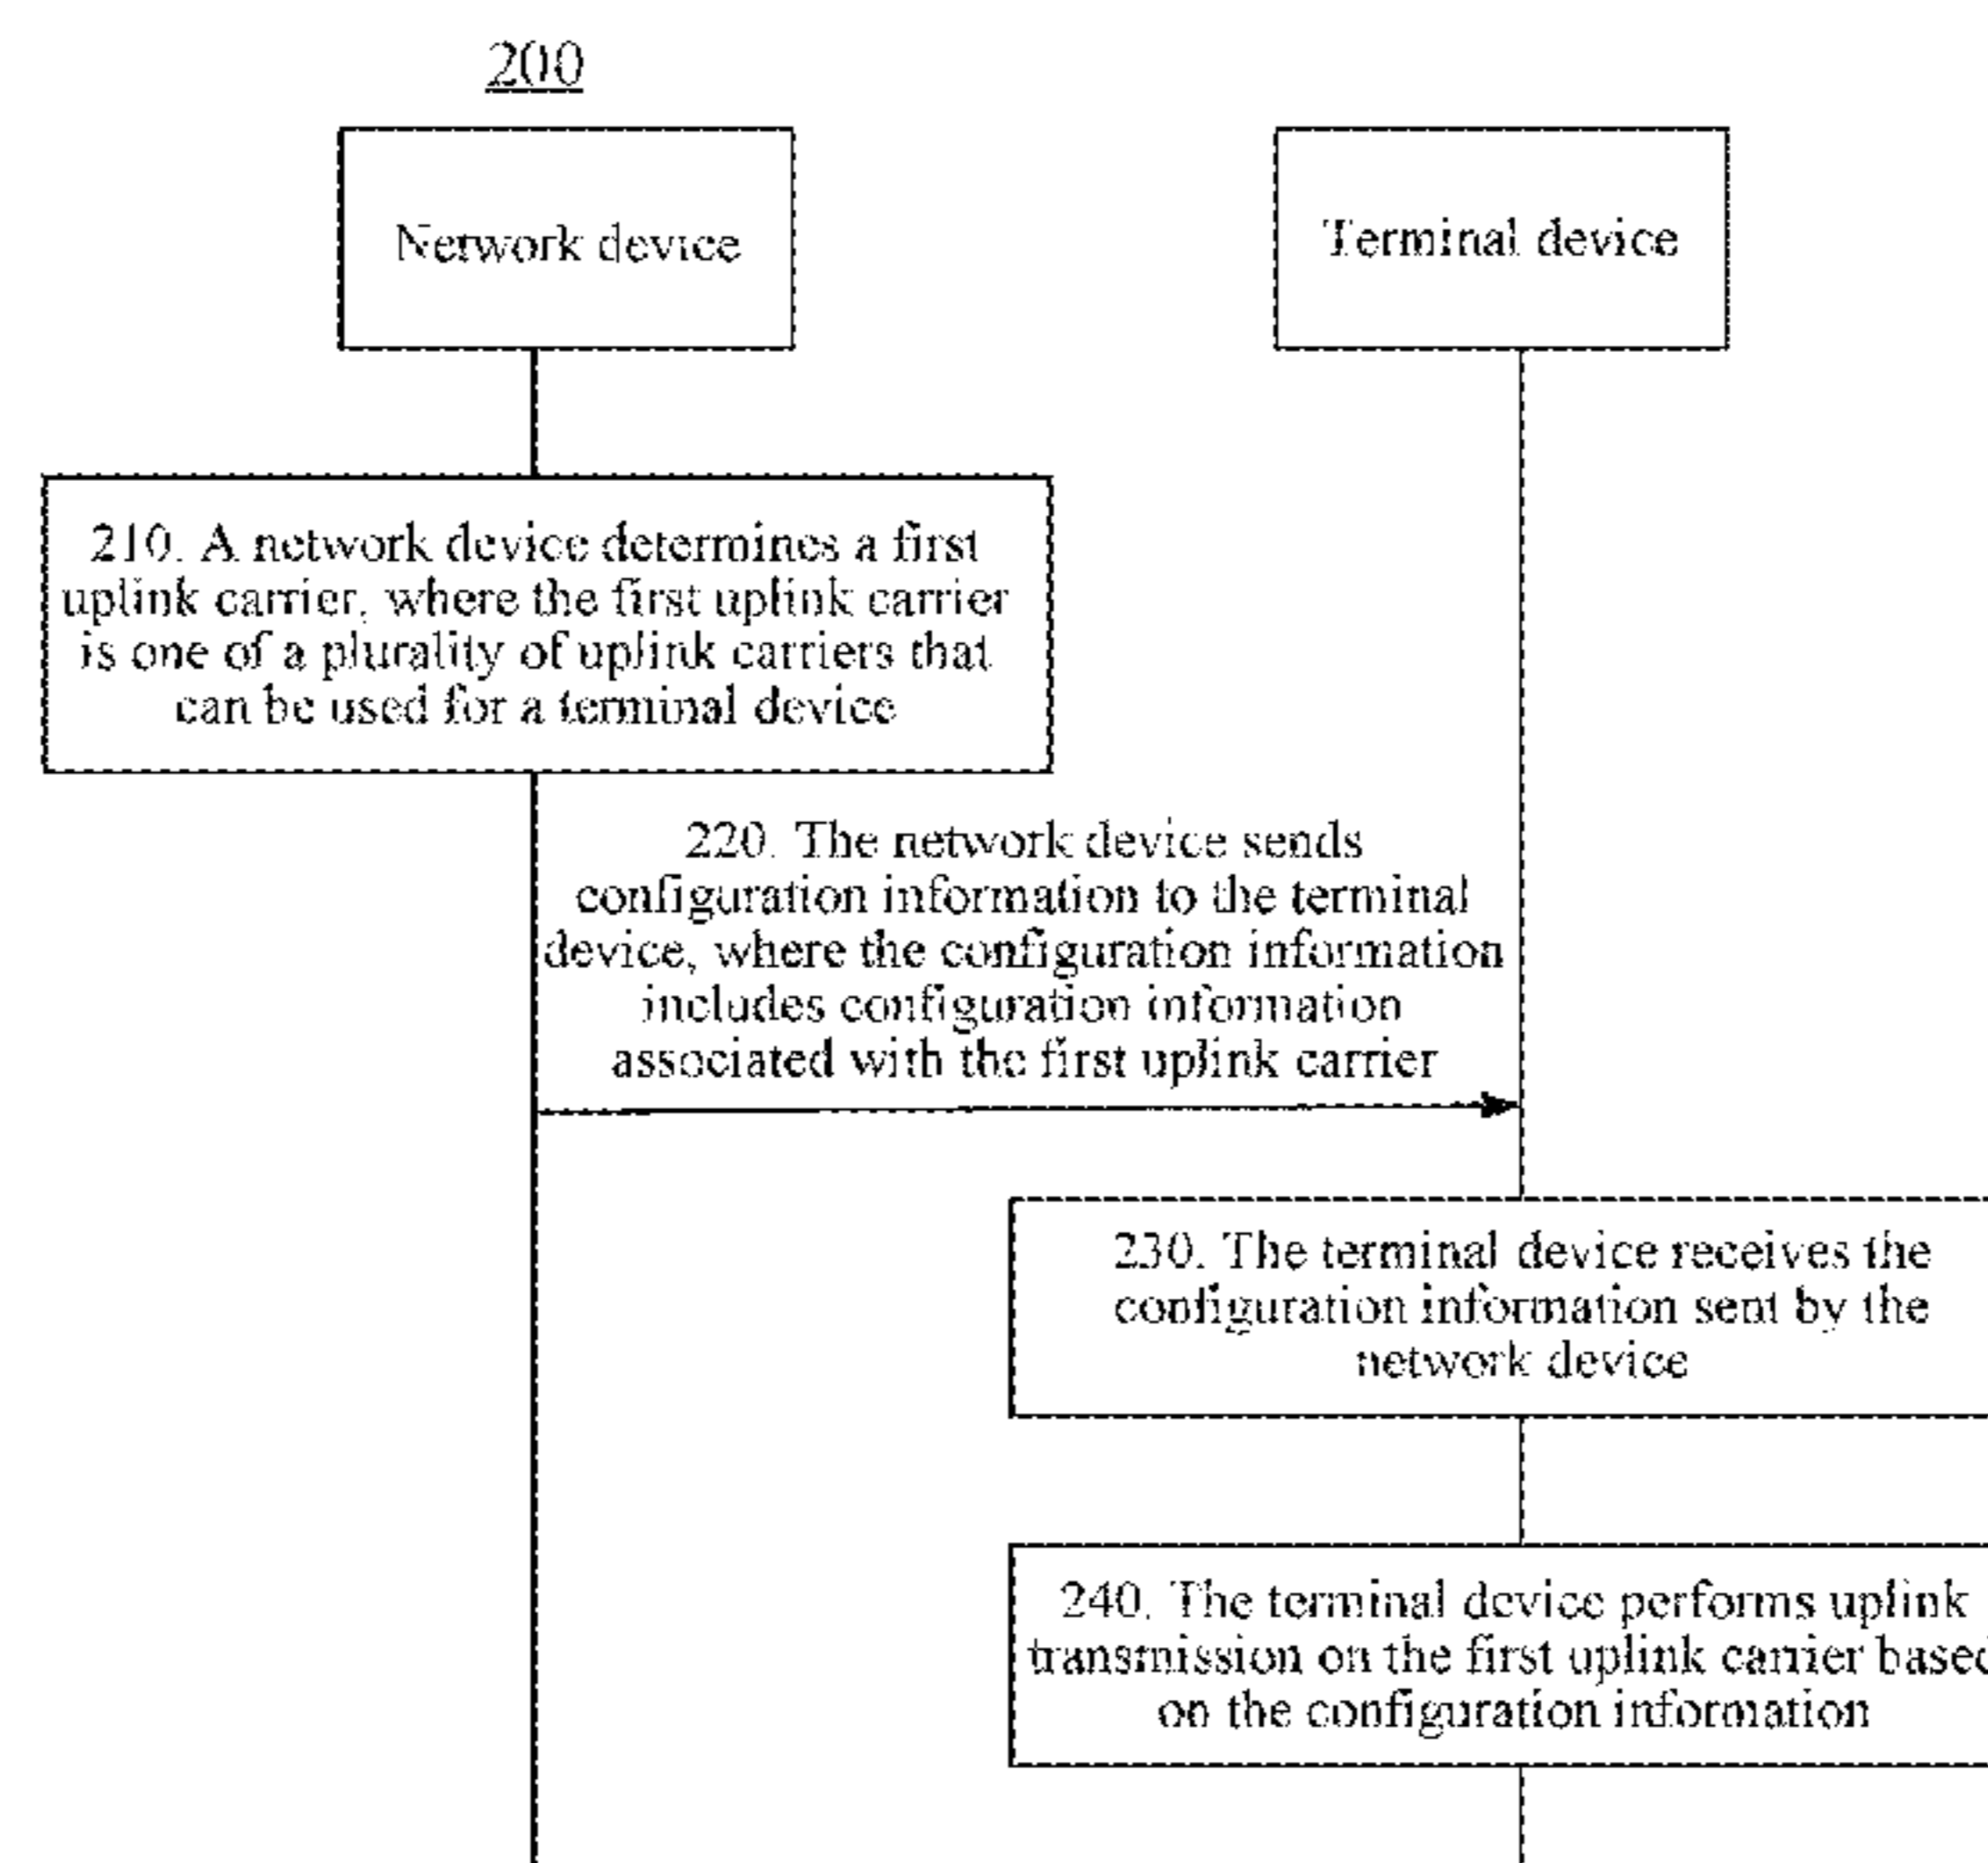 200
Network device
Terminal device
210. A network device determines a first
uplink carrier, where the first uplink carrier
is one of a plurality of uplink carriers that
can be used for a terminal device
220. The network device sends
configuration information to the terminal
device, where the configuration information
includes configuration information
associated with the first uplink carrier
230. The terminal device receives the
configuration information sent by the
network device
240. The terminal device performs uplink
transmission on the first uplink carrier based
on the configuration information